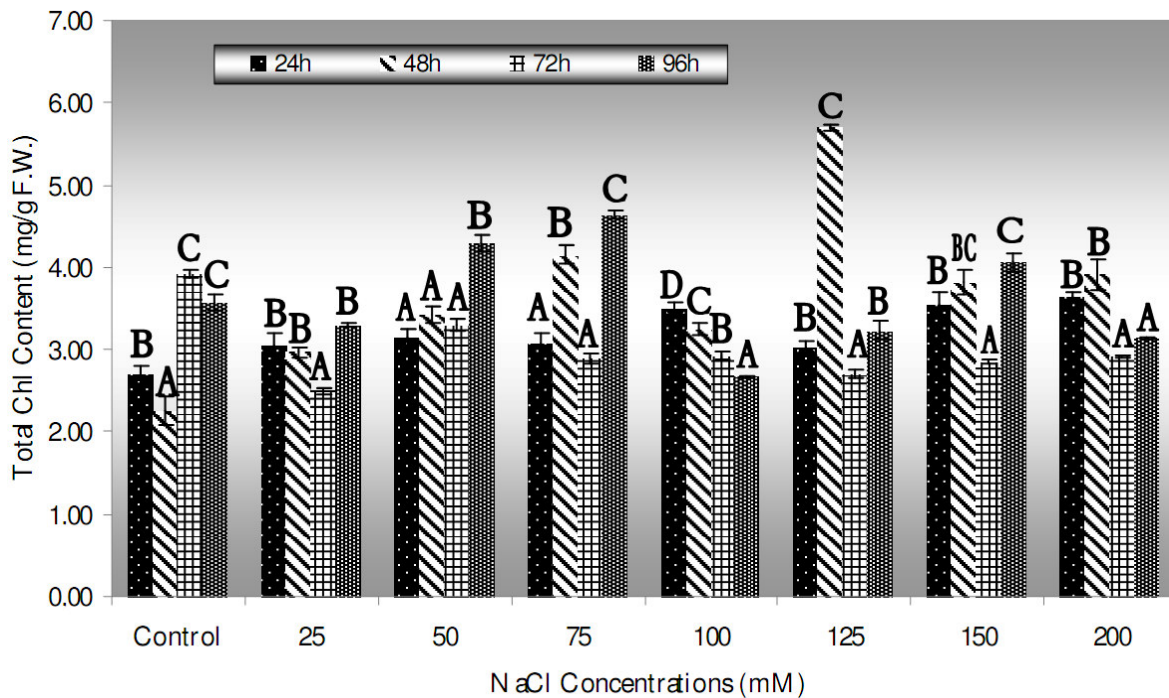 7.00
24h 48h 72h 96h
6.00
5.00
4.00
3.00
2.00
1.00
0.00
Total Chl Content (mg/g F.W.)
B A C C
B B A B
A A A B
A B A C
D C B A
B C A B
B BC A C
B B A A
Control 25 50 75 100 125 150 200
NaCl Concentrations (mM)